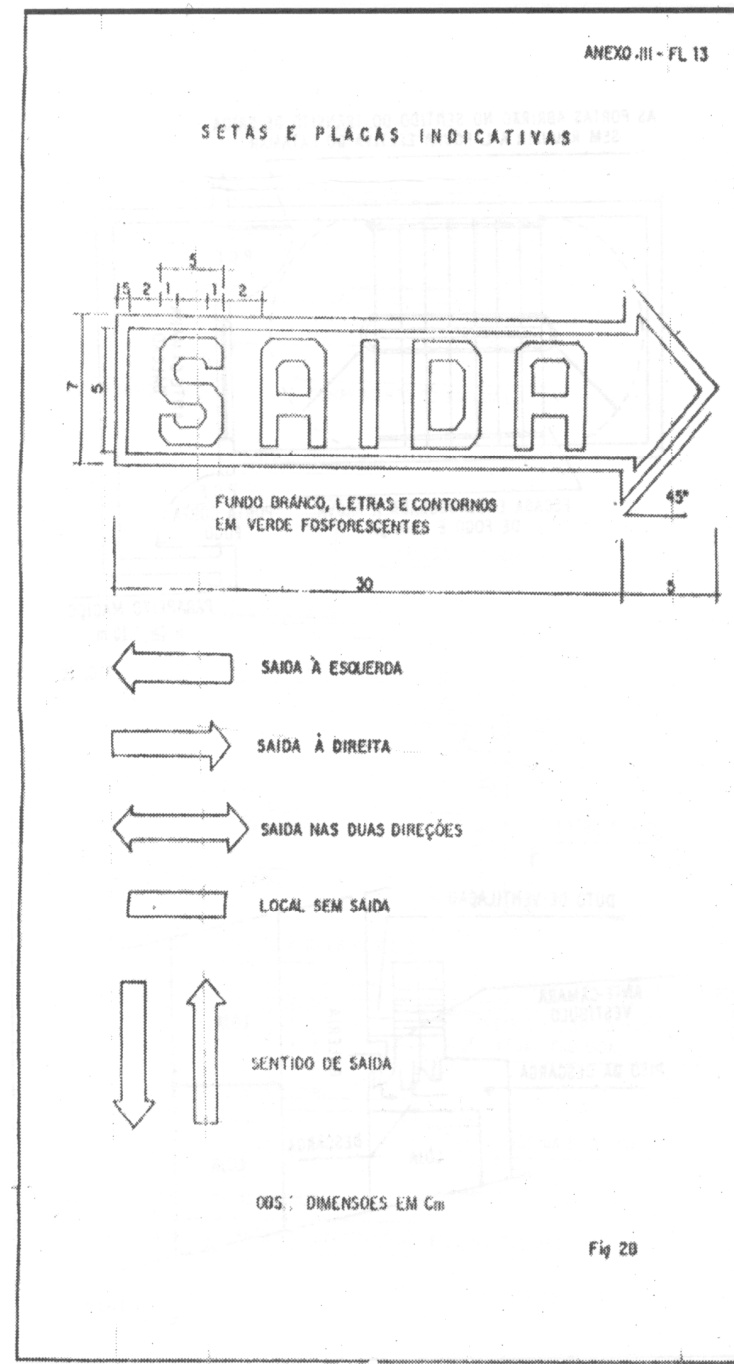 ANEXO.III - FL 13
SETAS E PLACAS INDICATIVAS
5
5 2 1 1 2
7
5
SAIDA
45°
FUNDO BRANCO, LETRAS E CONTORNOS
EM VERDE FOSFORESCENTES
30
5
SAIDA À ESQUERDA
SAIDA À DIREITA
SAIDA NAS DUAS DIREÇÕES
LOCAL SEM SAIDA
SENTIDO DE SAIDA
OBS.: DIMENSOES EM Cm
Fig 20